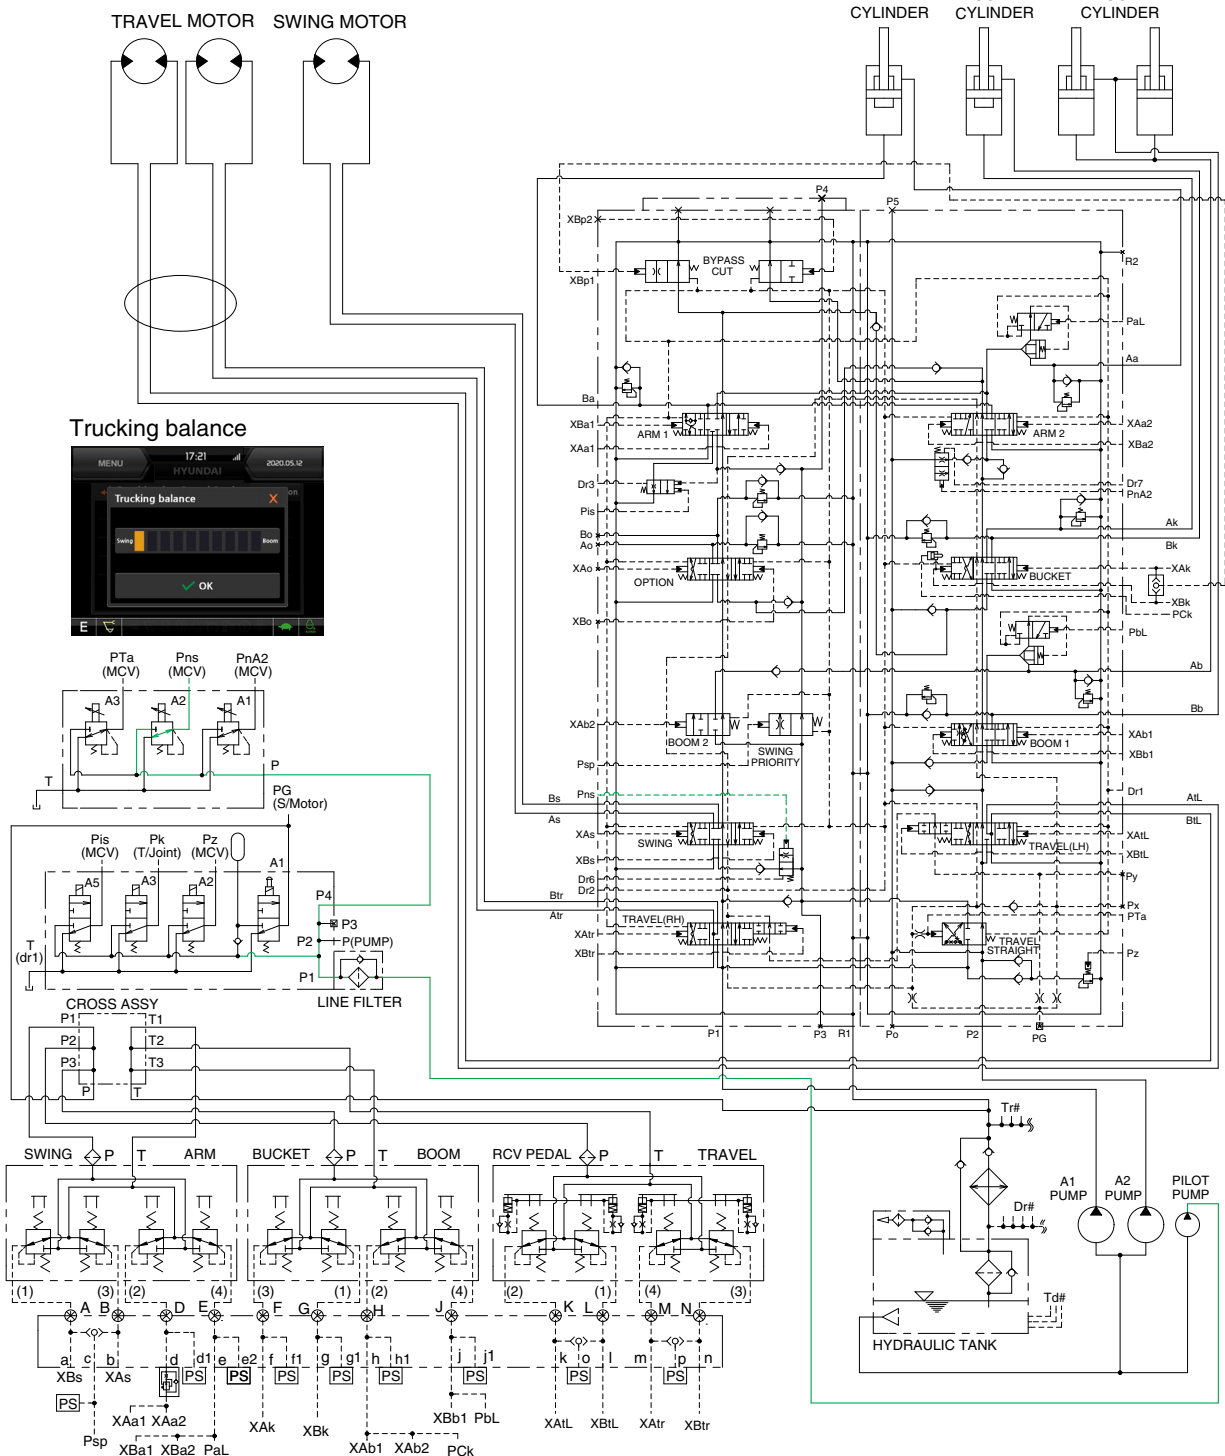 TRAVEL MOTOR
SWING MOTOR
CYLINDER
CYLINDER
CYLINDER
P4
P5
XBp2
XBp1
BYPASS
CUT
R2
PaL
Aa
Ba
XBa1
ARM 1
XAa1
ARM 2
XAa2
XBa2
Dr3
Pis
Dr7
PnA2
Bo
Ao
XAo
OPTION
XBo
Ak
Bk
BUCKET
XAk
XBk
PCk
PbL
Ab
Bb
XAb2
BOOM 2
SWING
PRIORITY
Psp
BOOM 1
XAb1
XBb1
Pns
Dr1
Bs
As
XAs
SWING
XBs
Dr6
Dr2
AtL
BtL
XAtL
TRAVEL(LH)
XBtL
Py
Btr
Atr
TRAVEL(RH)
XAtr
XBtr
Px
PTa
TRAVEL
STRAIGHT
Pz
P1
P3
R1
Po
P2
PG
Trucking balance
MENU
17:21
HYUNDAI
2020.05.12
Trucking balance
X
on
Swing
Boom
OK
E
PTa
(MCV)
Pns
(MCV)
PnA2
(MCV)
A3
A2
A1
T
P
PG
(S/Motor)
Pis
(MCV)
Pk
(T/Joint)
Pz
(MCV)
A5
A3
A2
A1
P4
P3
P2
P(PUMP)
T
(dr1)
P1
LINE FILTER
CROSS ASSY
P1
T1
P2
T2
P3
T3
P
T
SWING
P
T
ARM
BUCKET
P
T
BOOM
RCV PEDAL
P
T
TRAVEL
(1)
(3)
(2)
(4)
(3)
(1)
(2)
(4)
(2)
(1)
(4)
(3)
A
B
D
E
F
G
H
J
K
L
M
N
a
c
b
d
d1
e
e2
f
f1
g
g1
h
h1
j
j1
k
o
l
m
p
n
XBs
XAs
PS
PS
PS
PS
PS
PS
PS
PS
PS
Psp
XAa1
XAa2
XBa1
XBa2
PaL
XAk
XBk
XAb1
XAb2
PCk
XBb1
PbL
XAtL
XBtL
XAtr
XBtr
Tr#
A1
PUMP
A2
PUMP
PILOT
PUMP
Dr#
Td#
HYDRAULIC TANK